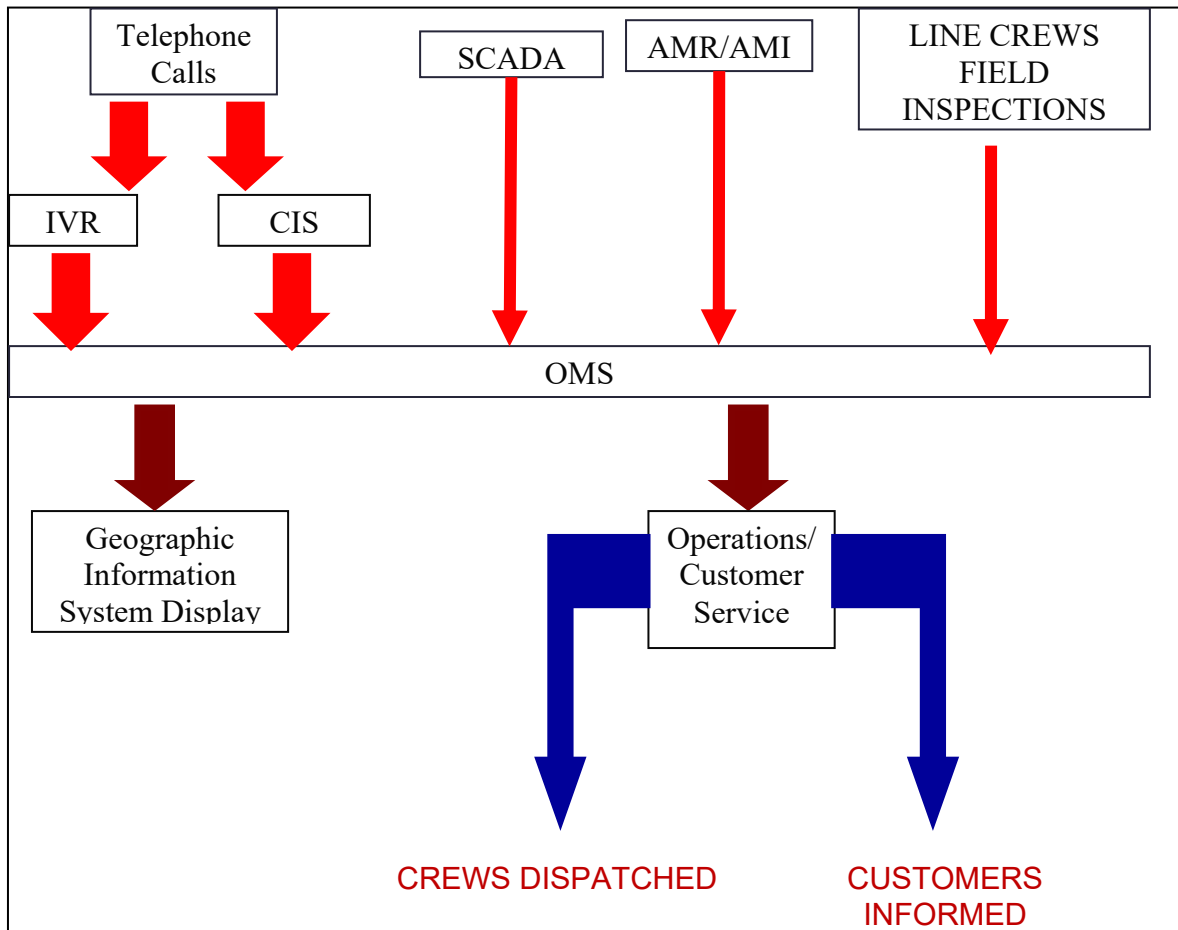 Telephone
Calls
SCADA
AMR/AMI
LINE CREWS
FIELD
INSPECTIONS
IVR
CIS
OMS
Geographic
Information
System Display
Operations/
Customer
Service
CREWS DISPATCHED
CUSTOMERS
INFORMED